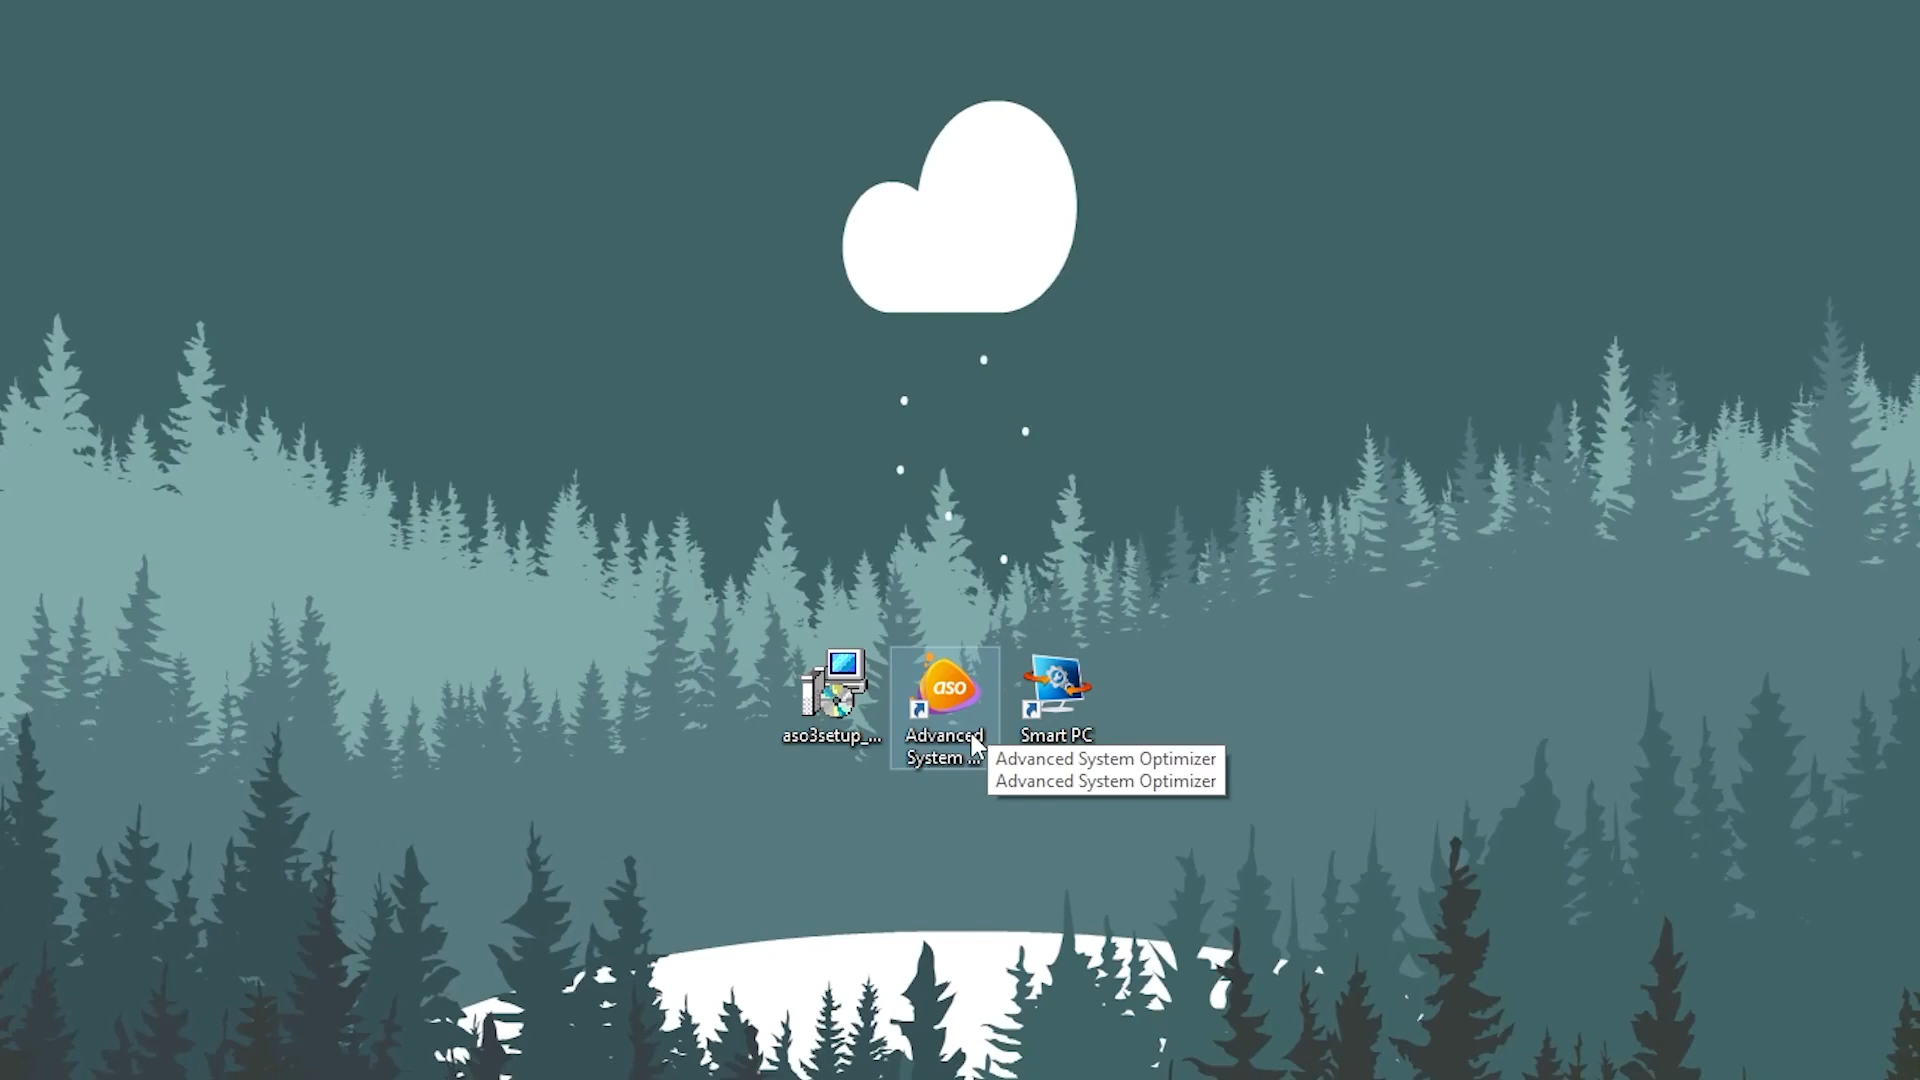 aso
aso3setup_...
Advanced
System ...
Smart PC
Advanced System Optimizer
Advanced System Optimizer